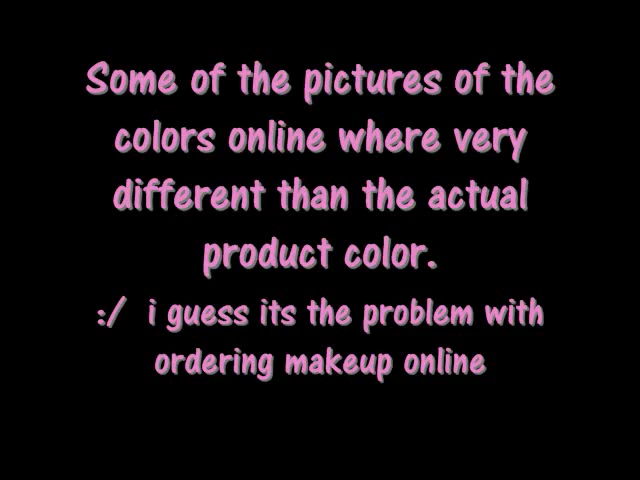 Some of the pictures of the
colors online where very
different than the actual
product color.
:/ i guess its the problem with
ordering makeup online